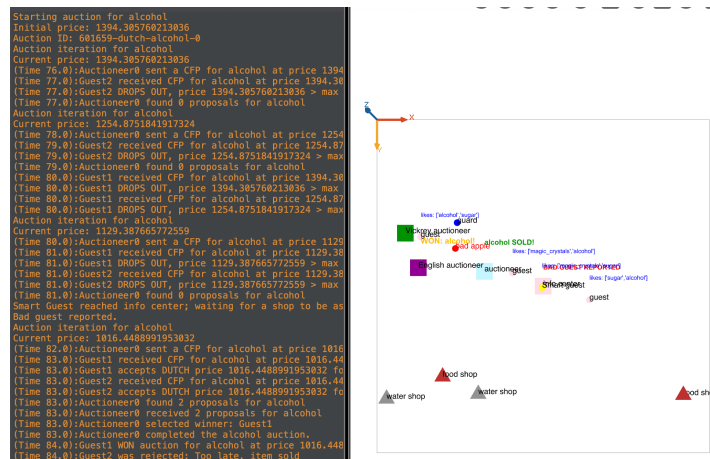 Starting auction for alcohol
Initial price: 1394.305760213036
Auction ID: 601659-dutch-alcohol-0
Auction iteration for alcohol
Current price: 1394.305760213036
(Time 76.0):Auctioneer0 sent a CFP for alcohol at price 1394
(Time 77.0):Guest2 received CFP for alcohol at price 1394.30
(Time 77.0):Guest2 DROPS OUT, price 1394.305760213036 > max
(Time 77.0):Auctioneer0 found 0 proposals for alcohol
Auction iteration for alcohol
Current price: 1254.8751841917324
(Time 78.0):Auctioneer0 sent a CFP for alcohol at price 1254
(Time 79.0):Guest2 received CFP for alcohol at price 1254.87
(Time 79.0):Guest2 DROPS OUT, price 1254.8751841917324 > max
(Time 79.0):Auctioneer0 found 0 proposals for alcohol
(Time 80.0):Guest1 received CFP for alcohol at price 1394.30
(Time 80.0):Guest1 DROPS OUT, price 1394.305760213036 > max
(Time 80.0):Guest1 received CFP for alcohol at price 1254.87
(Time 80.0):Guest1 DROPS OUT, price 1254.8751841917324 > max
Auction iteration for alcohol
Current price: 1129.387665772559
(Time 80.0):Auctioneer0 sent a CFP for alcohol at price 1129
(Time 81.0):Guest1 received CFP for alcohol at price 1129.38
(Time 81.0):Guest1 DROPS OUT, price 1129.387665772559 > max
(Time 81.0):Guest2 received CFP for alcohol at price 1129.38
(Time 81.0):Guest2 DROPS OUT, price 1129.387665772559 > max
(Time 81.0):Auctioneer0 found 0 proposals for alcohol
Smart Guest reached info center; waiting for a shop to be as
Bad guest reported.
Auction iteration for alcohol
Current price: 1016.4488991953032
(Time 82.0):Auctioneer0 sent a CFP for alcohol at price 1016
(Time 83.0):Guest1 received CFP for alcohol at price 1016.44
(Time 83.0):Guest1 accepts DUTCH price 1016.4488991953032 fo
(Time 83.0):Guest2 received CFP for alcohol at price 1016.44
(Time 83.0):Guest2 accepts DUTCH price 1016.4488991953032 fo
(Time 83.0):Auctioneer0 found 2 proposals for alcohol
(Time 83.0):Auctioneer0 received 2 proposals for alcohol
(Time 83.0):Auctioneer0 selected winner: Guest1
(Time 83.0):Auctioneer0 completed the alcohol auction.
(Time 84.0):Guest1 WON auction for alcohol at price 1016.448
(Time 84.0):Guest2 was rejected: Too late, item sold
Z
X
Y
likes: ['alcohol','sugar']
guard
Vickrey auctioneer
guest
WON: alcohol!
alcohol SOLD!
bad apple
likes: ['magic_crystals','alcohol']
English auctioneer
auctioneer
guest
BAD GUEST REPORTED
info center
Smart guest
likes: ['sugar','alcohol']
guest
food shop
water shop
water shop
food sh